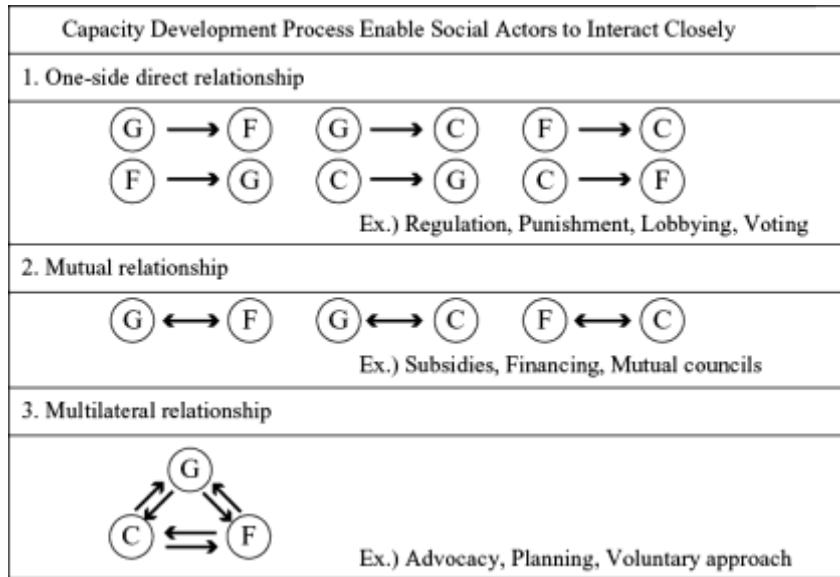 Capacity Development Process Enable Social Actors to Interact Closely
1. One-side direct relationship
G F G C F C
F G C G C F
Ex.) Regulation, Punishment, Lobbying, Voting
2. Mutual relationship
G F G C F C
Ex.) Subsidies, Financing, Mutual councils
3. Multilateral relationship
G
C F
Ex.) Advocacy, Planning, Voluntary approach